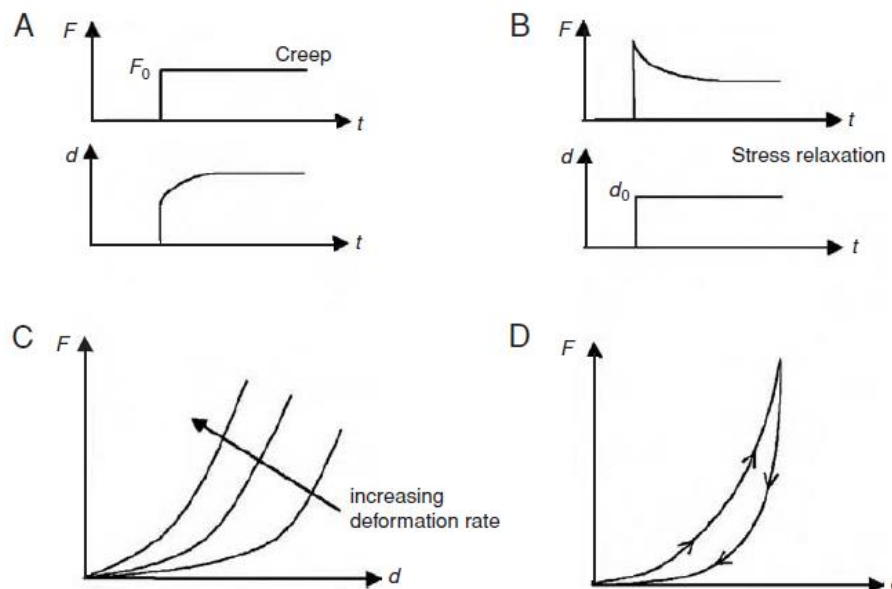 A
F
Creep
F0
t
d
t
B
F
t
d
Stress relaxation
d0
t
C
F
increasing
deformation rate
d
D
F